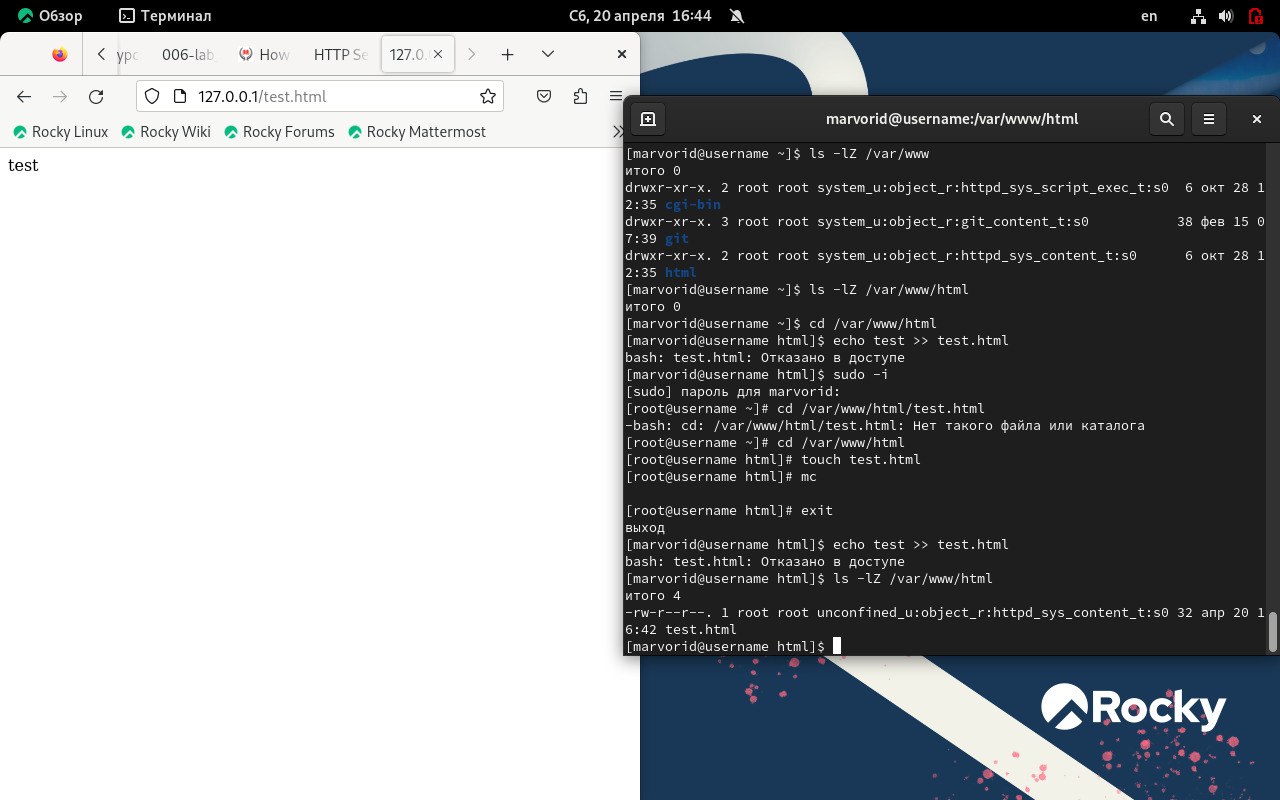 Обзор
Терминал
Сб, 20 апреля 16:44
en
006-lab
How
HTTP Se
127.0.
127.0.0.1/test.html
Rocky Linux
Rocky Wiki
Rocky Forums
Rocky Mattermost
test
marvorid@username:/var/www/html
[marvorid@username ~]$ ls -lZ /var/www
итого 0
drwxr-xr-x. 2 root root system_u:object_r:httpd_sys_script_exec_t:s0  6 окт 28 1
2:35 cgi-bin
drwxr-xr-x. 3 root root system_u:object_r:git_content_t:s0           38 фев 15 0
7:39 git
drwxr-xr-x. 2 root root system_u:object_r:httpd_sys_content_t:s0      6 окт 28 1
2:35 html
[marvorid@username ~]$ ls -lZ /var/www/html
итого 0
[marvorid@username ~]$ cd /var/www/html
[marvorid@username html]$ echo test >> test.html
bash: test.html: Отказано в доступе
[marvorid@username html]$ sudo -i
[sudo] пароль для marvorid:
[root@username ~]# cd /var/www/html/test.html
-bash: cd: /var/www/html/test.html: Нет такого файла или каталога
[root@username ~]# cd /var/www/html
[root@username html]# touch test.html
[root@username html]# mc
[root@username html]# exit
выход
[marvorid@username html]$ echo test >> test.html
bash: test.html: Отказано в доступе
[marvorid@username html]$ ls -lZ /var/www/html
итого 4
-rw-r--r--. 1 root root unconfined_u:object_r:httpd_sys_content_t:s0 32 апр 20 1
6:42 test.html
[marvorid@username html]$
Rocky